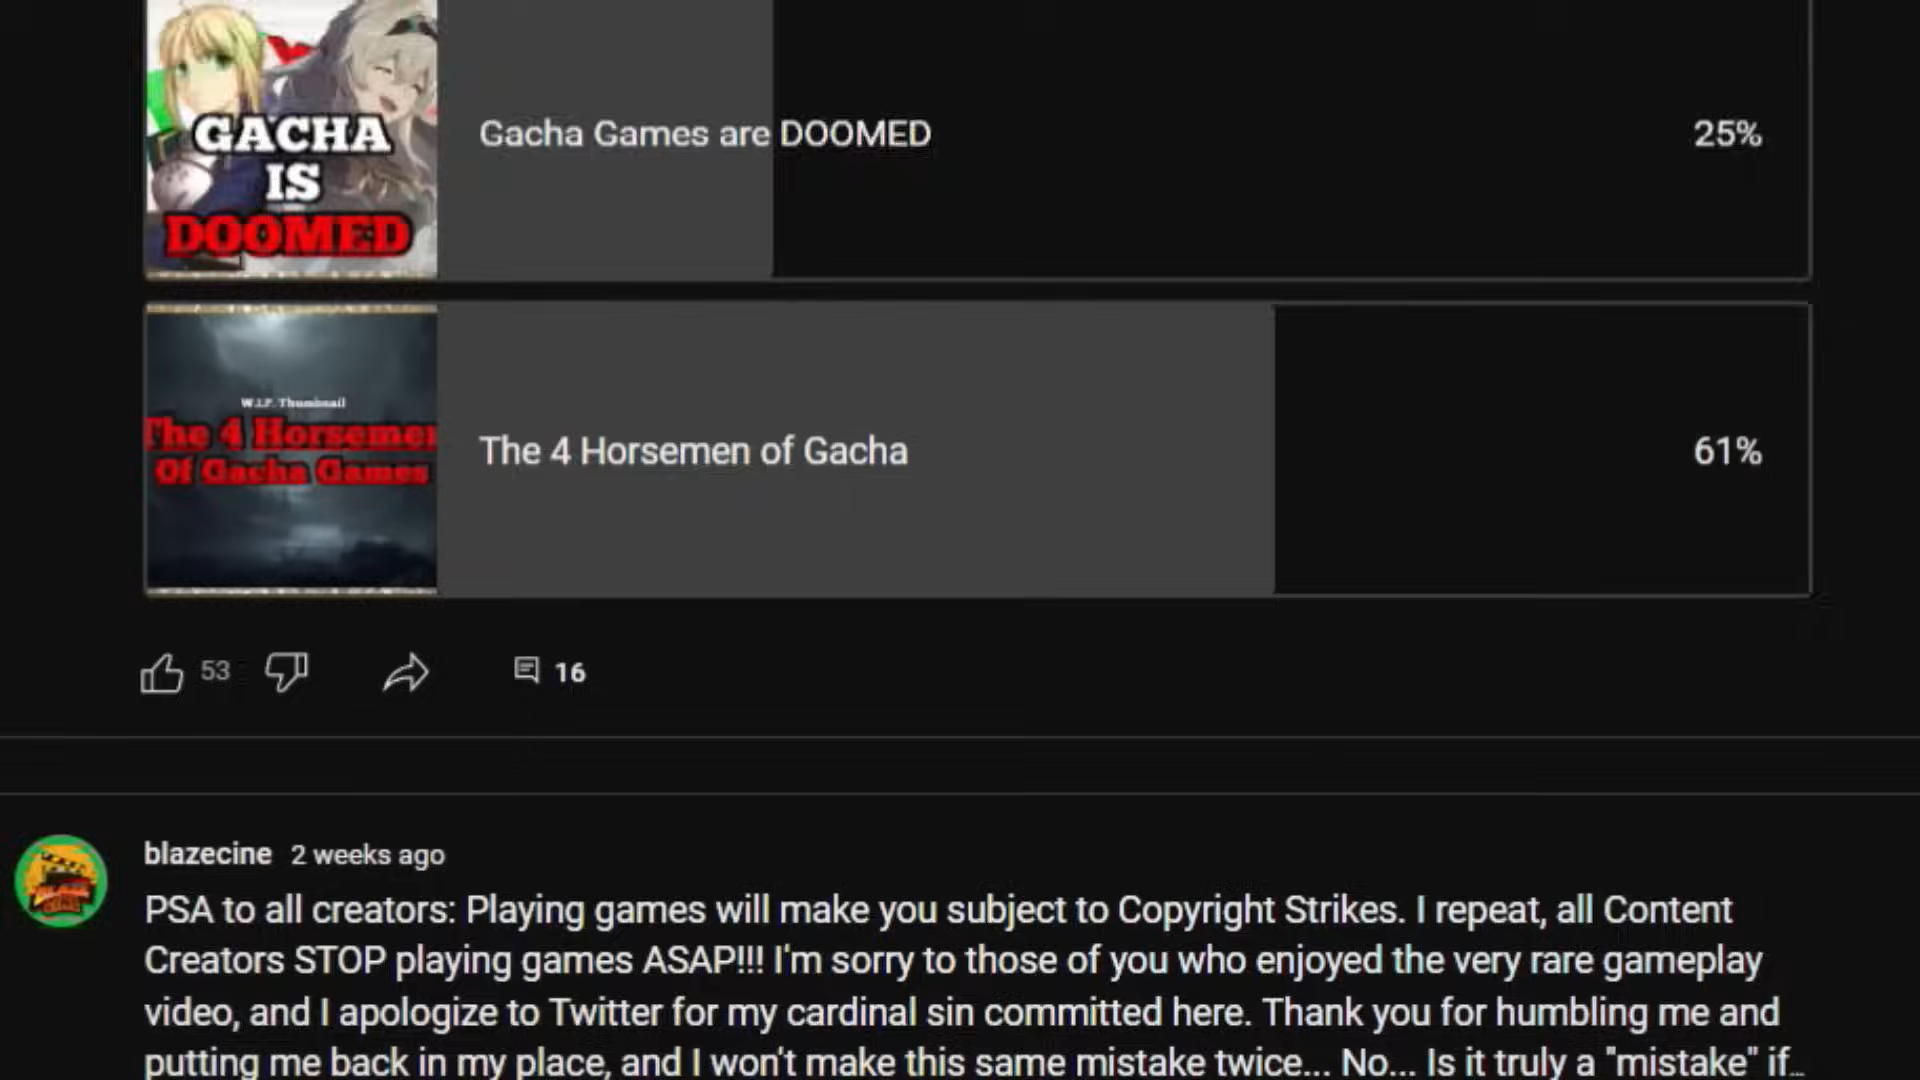 GACHA
IS
DOOMED
Gacha Games are DOOMED
25%
W.I.P. Thumbnail
The 4 Horsemen
Of Gacha Games
The 4 Horsemen of Gacha
61%
53
16
blazecine 2 weeks ago
PSA to all creators: Playing games will make you subject to Copyright Strikes. I repeat, all Content
Creators STOP playing games ASAP!!! I'm sorry to those of you who enjoyed the very rare gameplay
video, and I apologize to Twitter for my cardinal sin committed here. Thank you for humbling me and
putting me back in my place, and I won't make this same mistake twice... No... Is it truly a "mistake" if...